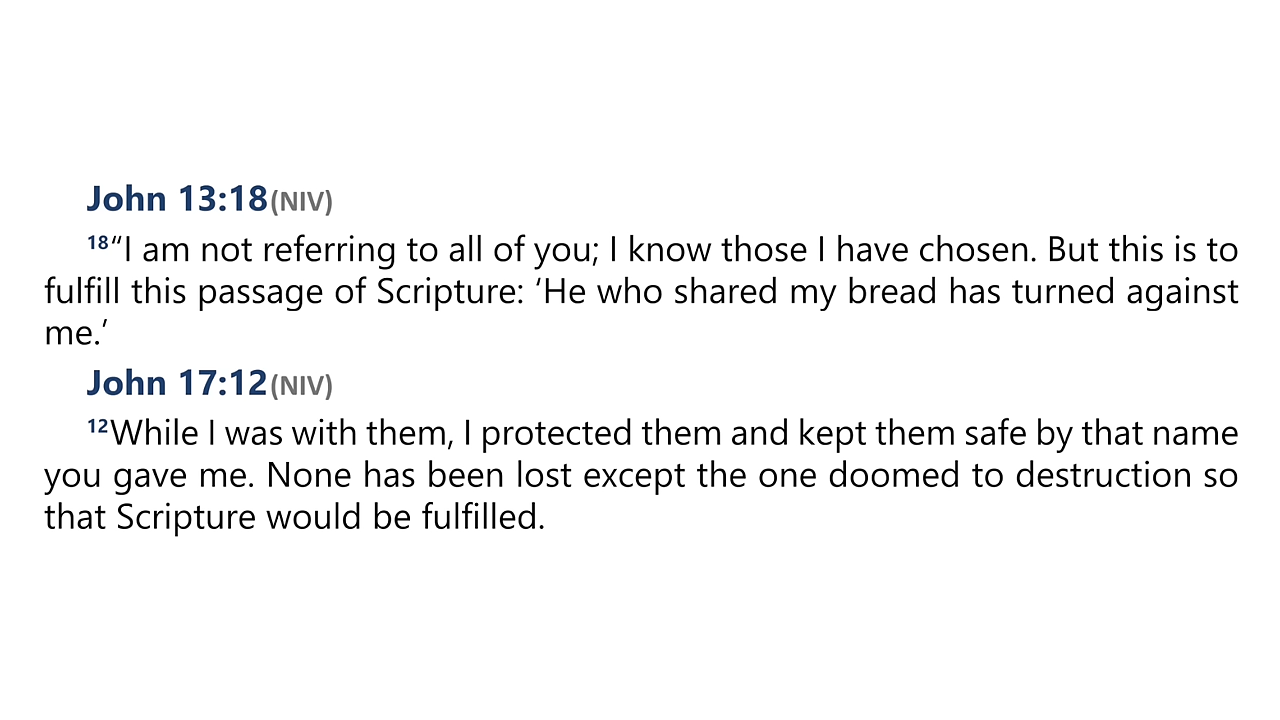 John 13:18(NIV)
18“I am not referring to all of you; I know those I have chosen. But this is to
fulfill this passage of Scripture: ‘He who shared my bread has turned against
me.’
John 17:12(NIV)
12While I was with them, I protected them and kept them safe by that name
you gave me. None has been lost except the one doomed to destruction so
that Scripture would be fulfilled.